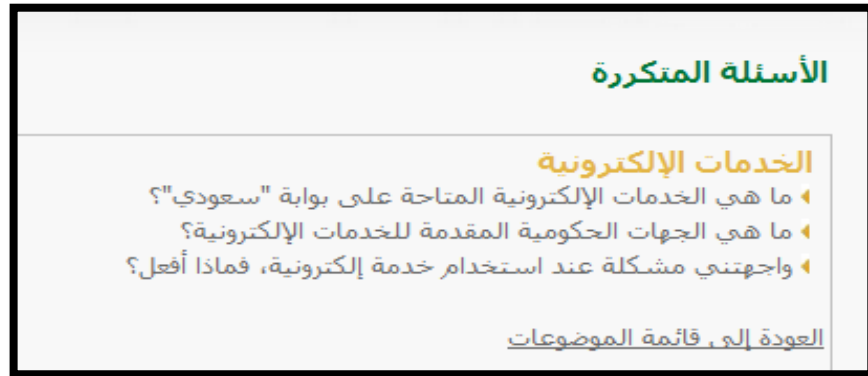 الأسئلة المتكررة
الخدمات الإلكترونية
ما هي الخدمات الإلكترونية المتاحة على بوابة "سعودي"؟
ما هي الجهات الحكومية المقدمة للخدمات الإلكترونية؟
واجهتني مشكلة عند استخدام خدمة إلكترونية، فماذا أفعل؟
العودة إلى قائمة الموضوعات